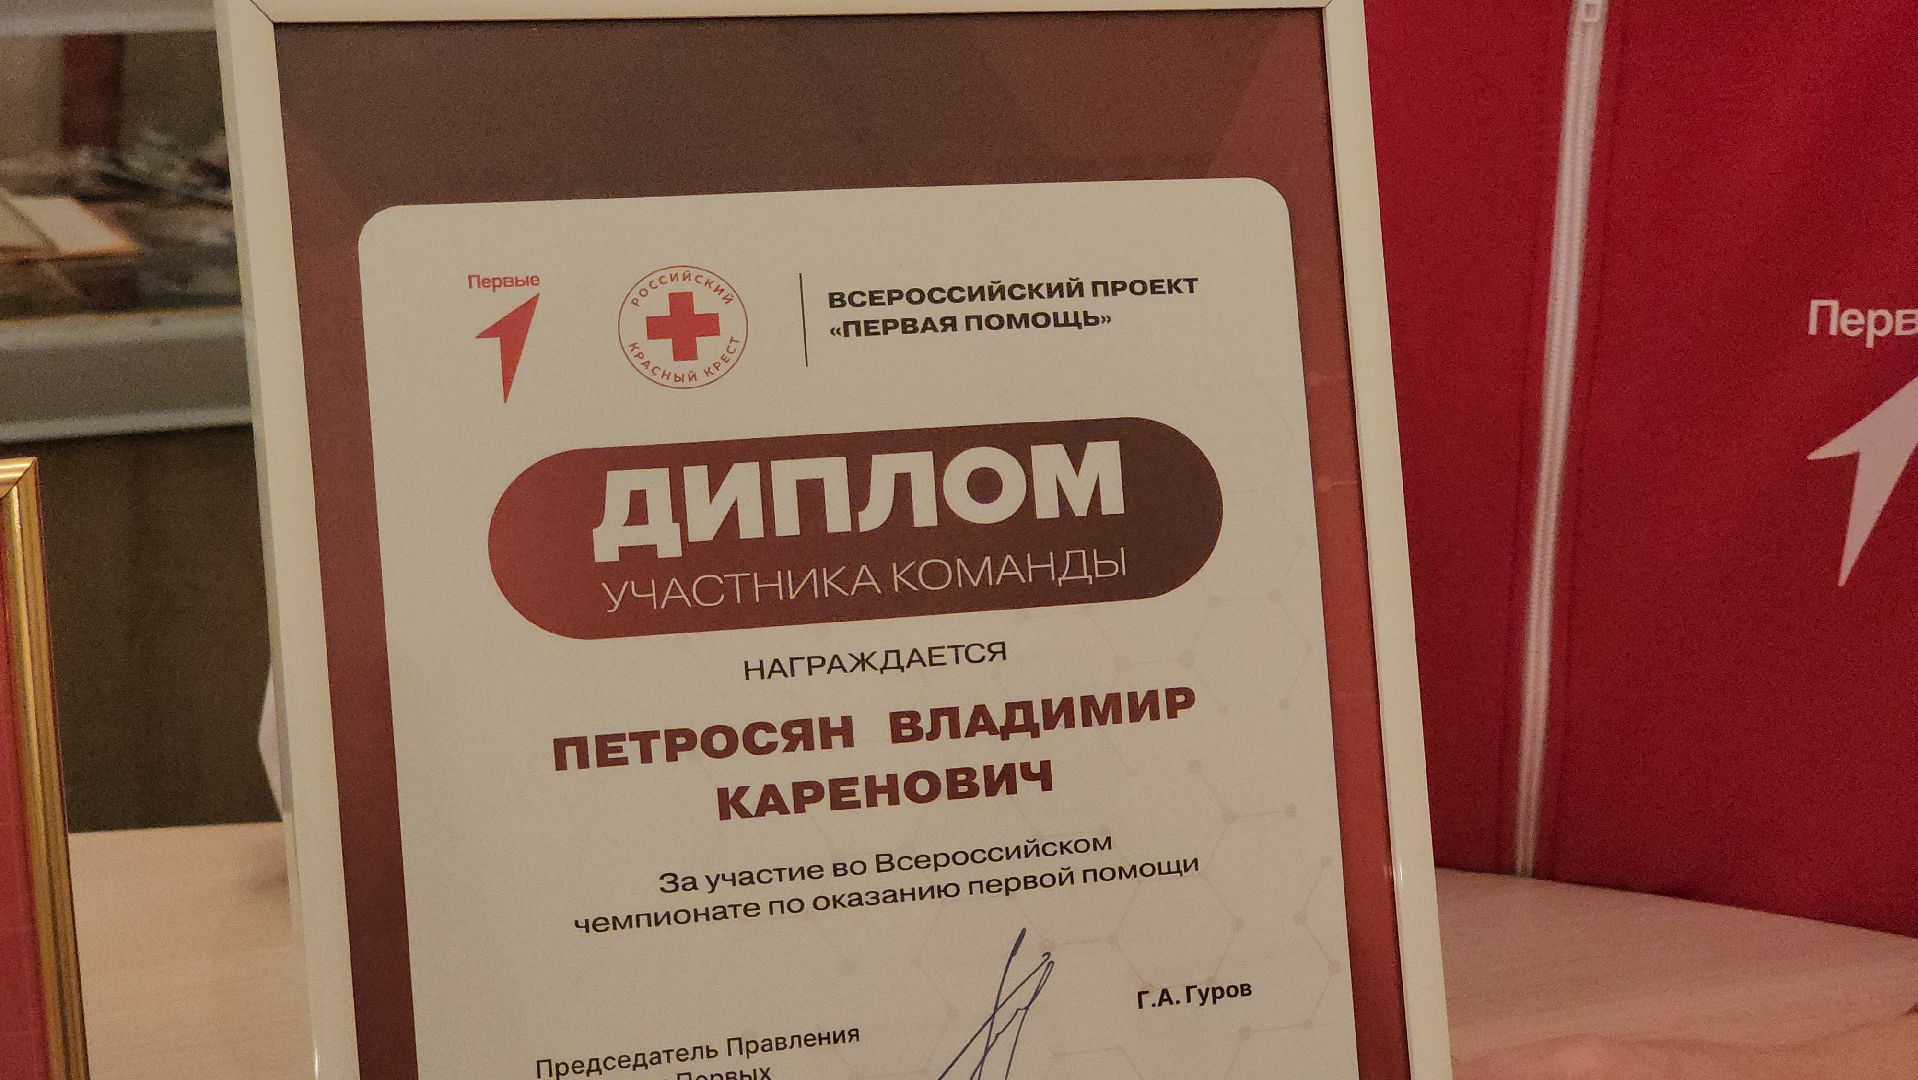 Первые
РОССИЙСКИЙ
КРАСНЫЙ КРЕСТ
ВСЕРОССИЙСКИЙ ПРОЕКТ
«ПЕРВАЯ ПОМОЩЬ»
ДИПЛОМ
УЧАСТНИКА КОМАНДЫ
НАГРАЖДАЕТСЯ
ПЕТРОСЯН ВЛАДИМИР
КАРЕНОВИЧ
За участие во Всероссийском
чемпионате по оказанию первой помощи
Г.А. Гуров
Председатель Правления
Первых
Перв